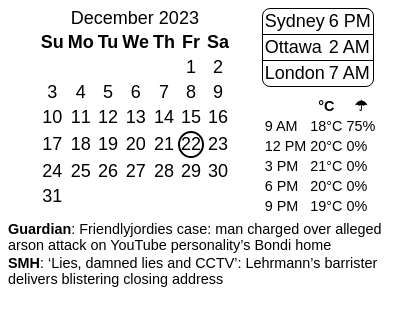 December 2023
Su Mo Tu We Th Fr Sa
1 2
3 4 5 6 7 8 9
10 11 12 13 14 15 16
17 18 19 20 21 22 23
24 25 26 27 28 29 30
31
Sydney 6 PM
Ottawa 2 AM
London 7 AM
°C ☂
9 AM 18°C 75%
12 PM 20°C 0%
3 PM 21°C 0%
6 PM 20°C 0%
9 PM 19°C 0%
Guardian: Friendlyjordies case: man charged over alleged
arson attack on YouTube personality’s Bondi home
SMH: ‘Lies, damned lies and CCTV’: Lehrmann’s barrister
delivers blistering closing address